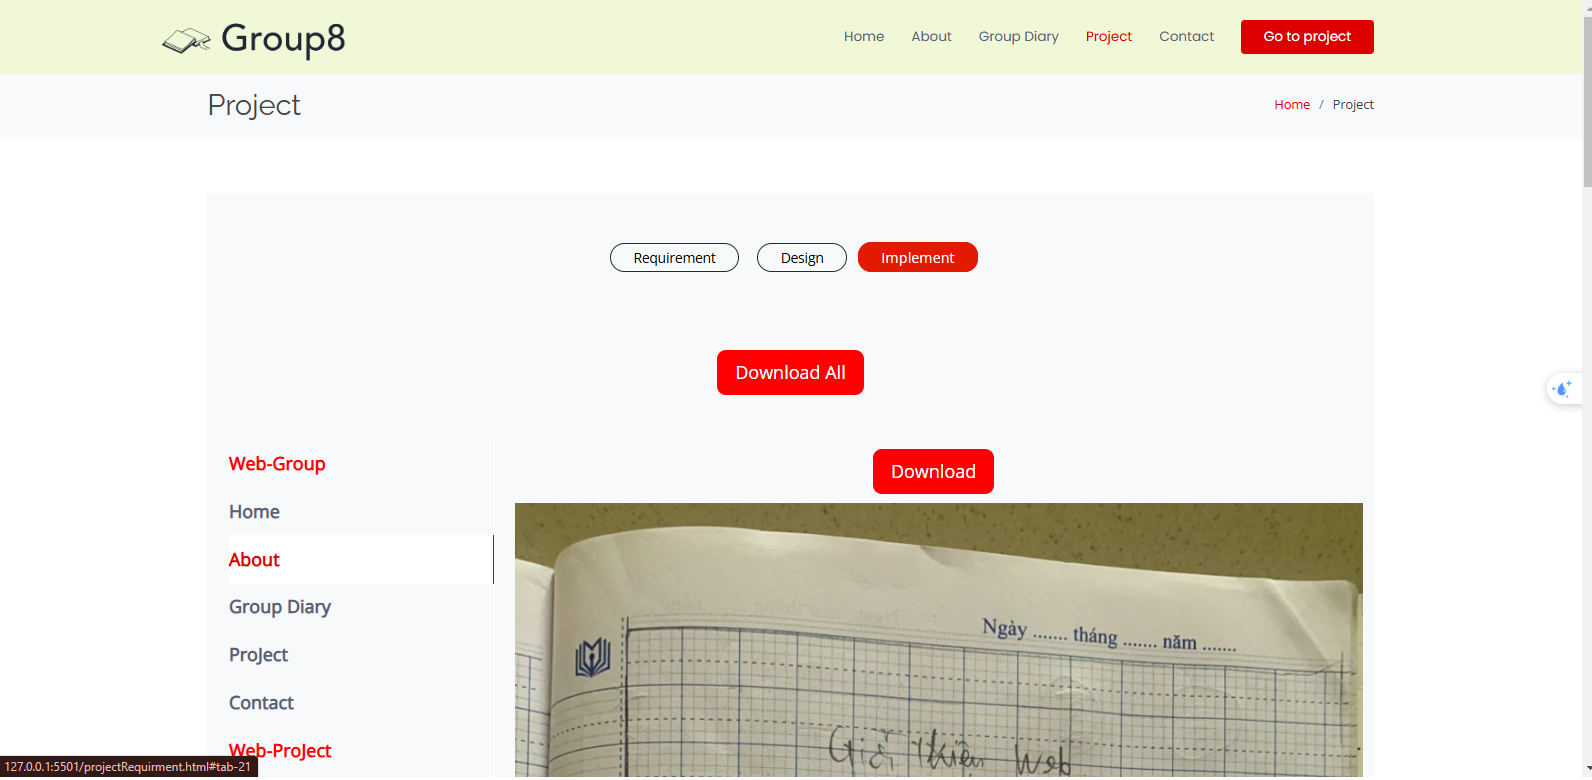 Group8
Home About Group Diary Project Contact Go to project
Project
Home / Project
Requirement Design Implement
Download All
Web-Group
Home
About
Group Diary
Project
Contact
Web-Project
Download
Ngày ....... tháng ....... năm .......
Giới thiệu Web
127.0.0.1:5501/projectRequirment.html#tab-21